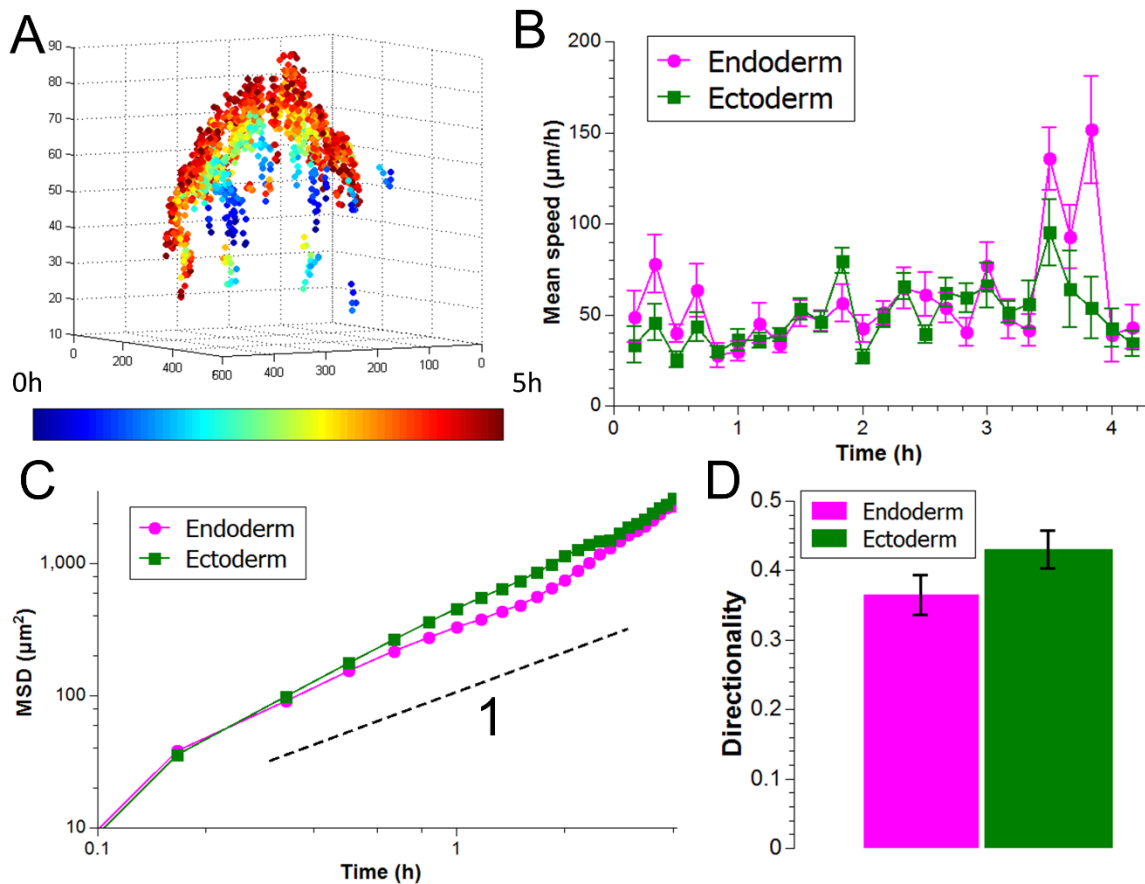 A
90
80
70
60
50
40
30
20
10
0
200
400
600
500
400
300
200
100
0
0h
5h
B
200
150
100
50
0
Mean speed (µm/h)
Endoderm
Ectoderm
0
1
2
3
4
Time (h)
C
1,000
100
10
MSD (µm²)
Endoderm
Ectoderm
1
0.1
1
Time (h)
D
0.5
0.4
0.3
0.2
0.1
0
Directionality
Endoderm
Ectoderm